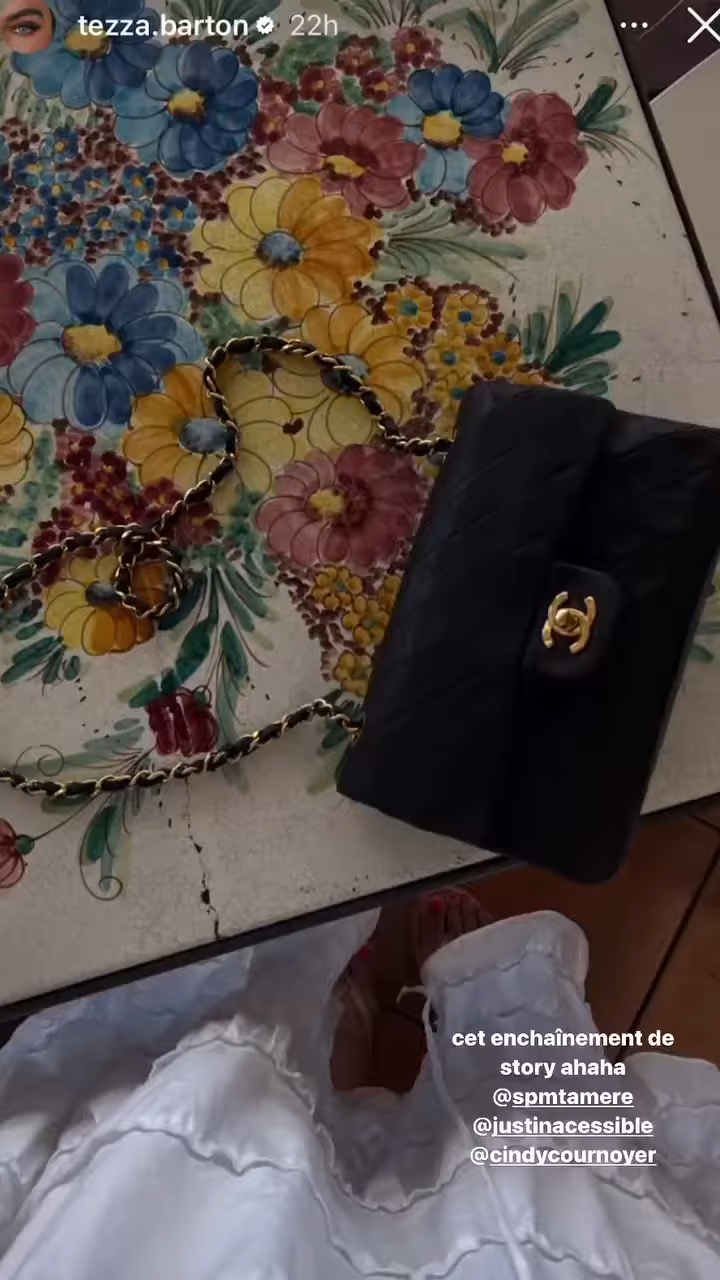 tezza.barton 22h
cet enchaînement de
story ahaha
@spmtamere
@justinacessible
@cindycournoyer